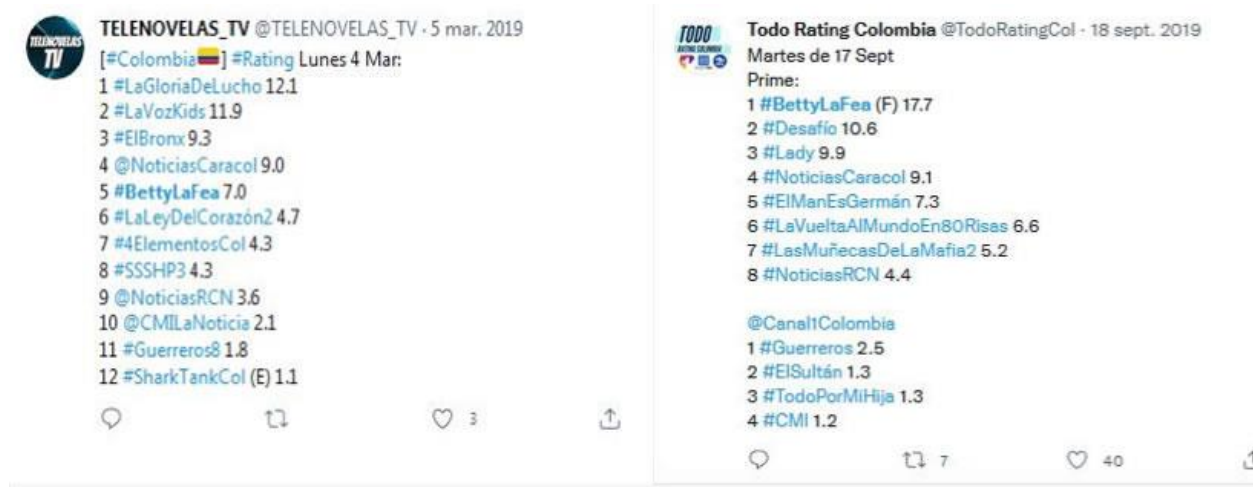 TELENOVELAS TV
TELENOVELAS_TV @TELENOVELAS_TV · 5 mar. 2019
[#Colombia🇨🇴] #Rating Lunes 4 Mar:
1 #LaGloriaDeLucho 12.1
2 #LaVozKids 11.9
3 #ElBronx 9.3
4 @NoticiasCaracol 9.0
5 #BettyLaFea 7.0
6 #LaLeyDelCorazón2 4.7
7 #4ElementosCol 4.3
8 #SSSHP3 4.3
9 @NoticiasRCN 3.6
10 @CMILaNoticia 2.1
11 #Guerreros8 1.8
12 #SharkTankCol (E) 1.1
3
TODO
RATING COLOMBIA
Todo Rating Colombia @TodoRatingCol · 18 sept. 2019
Martes de 17 Sept
Prime:
1 #BettyLaFea (F) 17.7
2 #Desafío 10.6
3 #Lady 9.9
4 #NoticiasCaracol 9.1
5 #ElManEsGermán 7.3
6 #LaVueltaAlMundoEn80Risas 6.6
7 #LasMuñecasDeLaMafia2 5.2
8 #NoticiasRCN 4.4
@Canal1Colombia
1 #Guerreros 2.5
2 #ElSultán 1.3
3 #TodoPorMiHija 1.3
4 #CMI 1.2
7 40